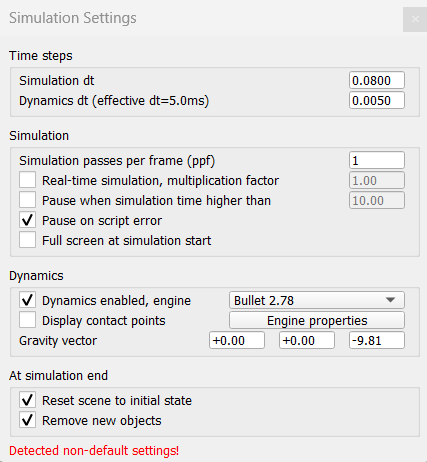 Simulation Settings
Time steps
Simulation dt 0.0800
Dynamics dt (effective dt=5.0ms) 0.0050
Simulation
Simulation passes per frame (ppf) 1
Real-time simulation, multiplication factor 1.00
Pause when simulation time higher than 10.00
Pause on script error
Full screen at simulation start
Dynamics
Dynamics enabled, engine Bullet 2.78
Display contact points Engine properties
Gravity vector +0.00 +0.00 -9.81
At simulation end
Reset scene to initial state
Remove new objects
Detected non-default settings!